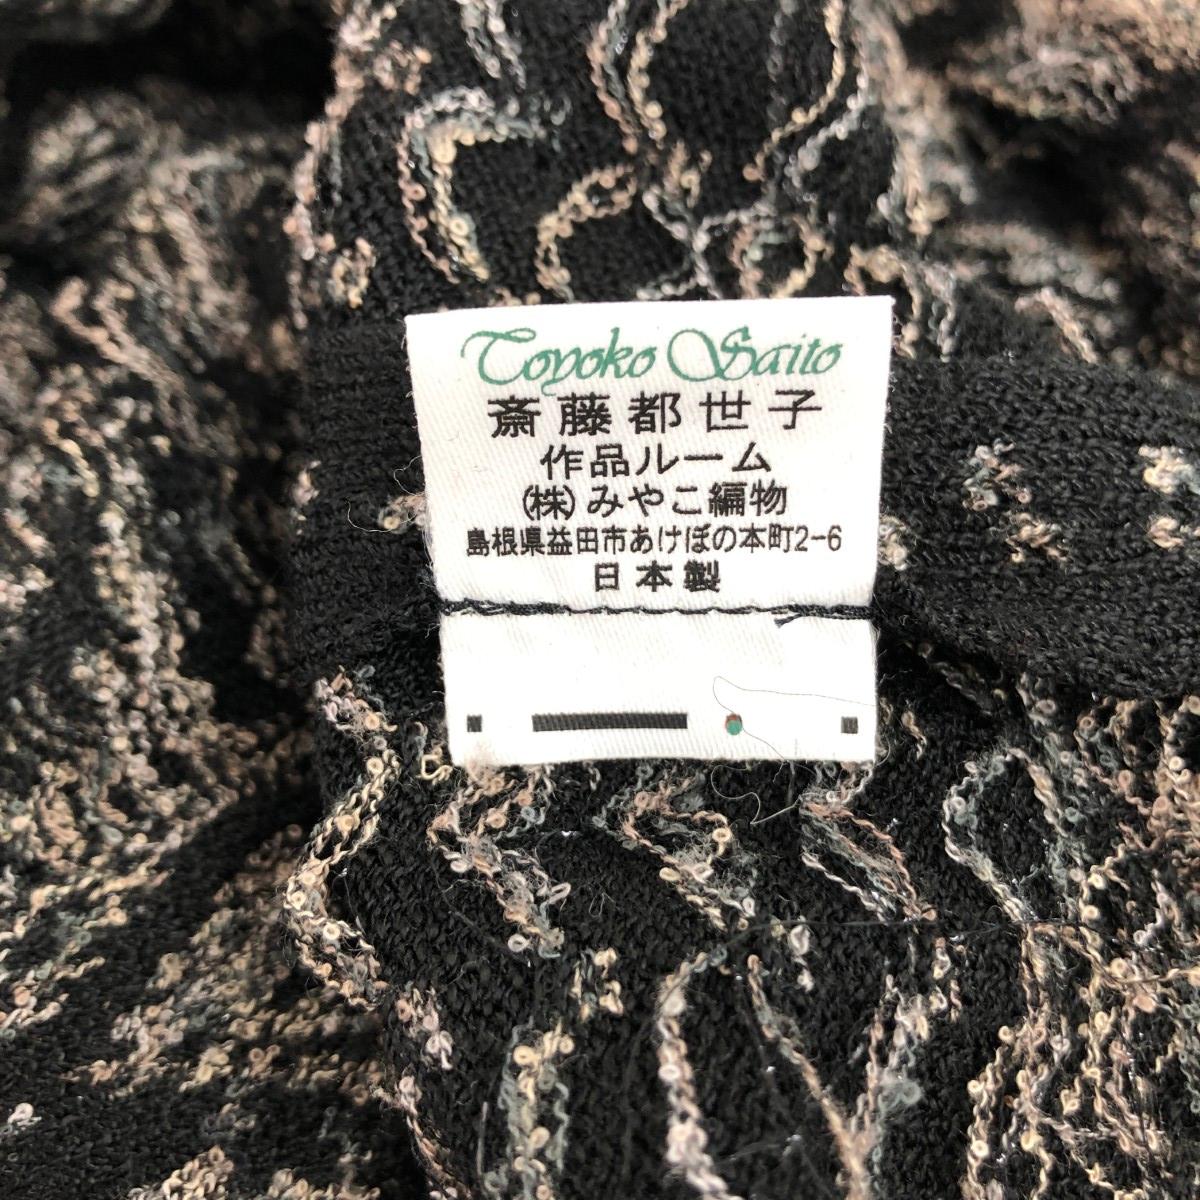 Toyoko Saito
斎藤都世子
作品ルーム
(株)みやこ編物
島根県益田市あけぼの本町2-6
日本製